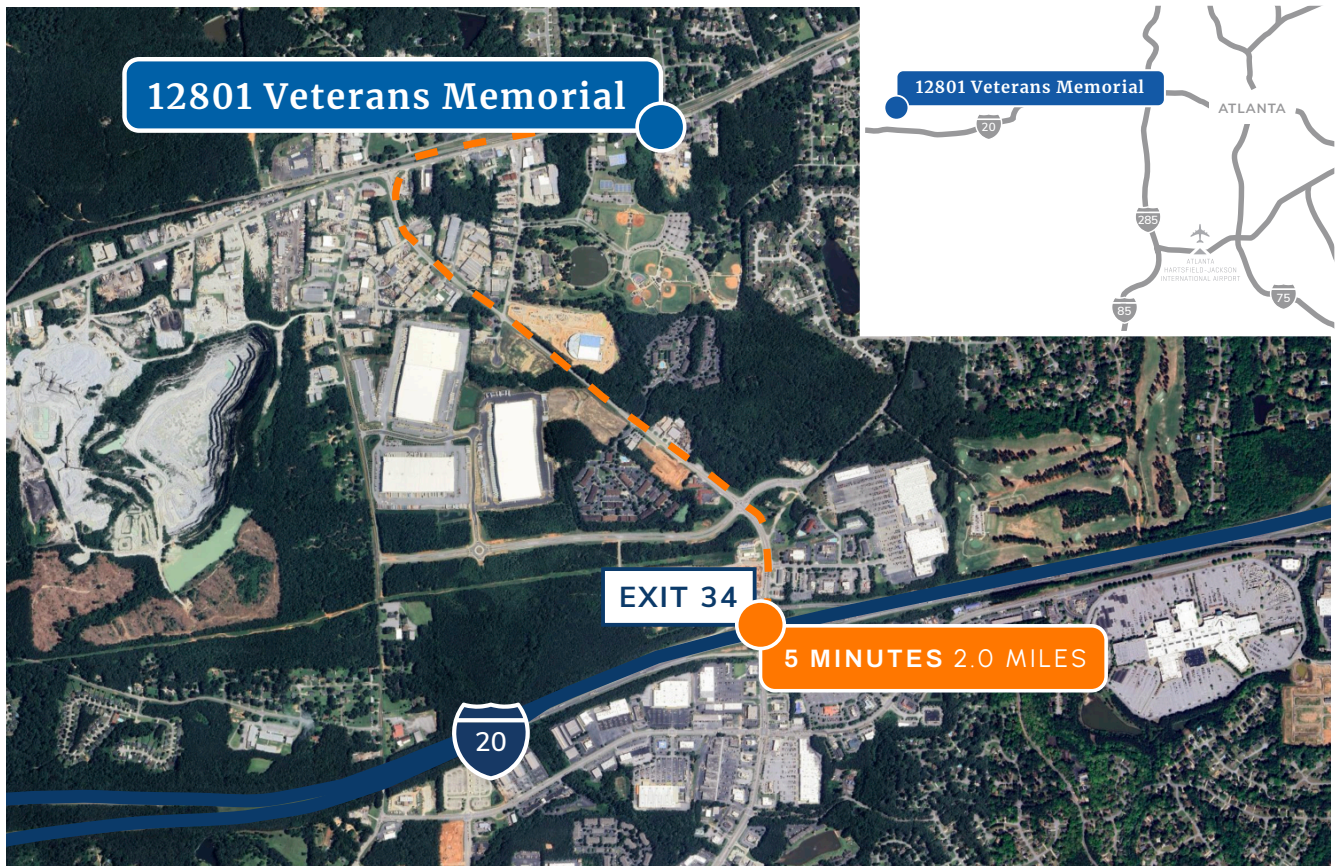 12801 Veterans Memorial
12801 Veterans Memorial
ATLANTA
20
285
ATLANTA
HARTSFIELD-JACKSON
INTERNATIONAL AIRPORT
75
85
EXIT 34
5 MINUTES 2.0 MILES
20